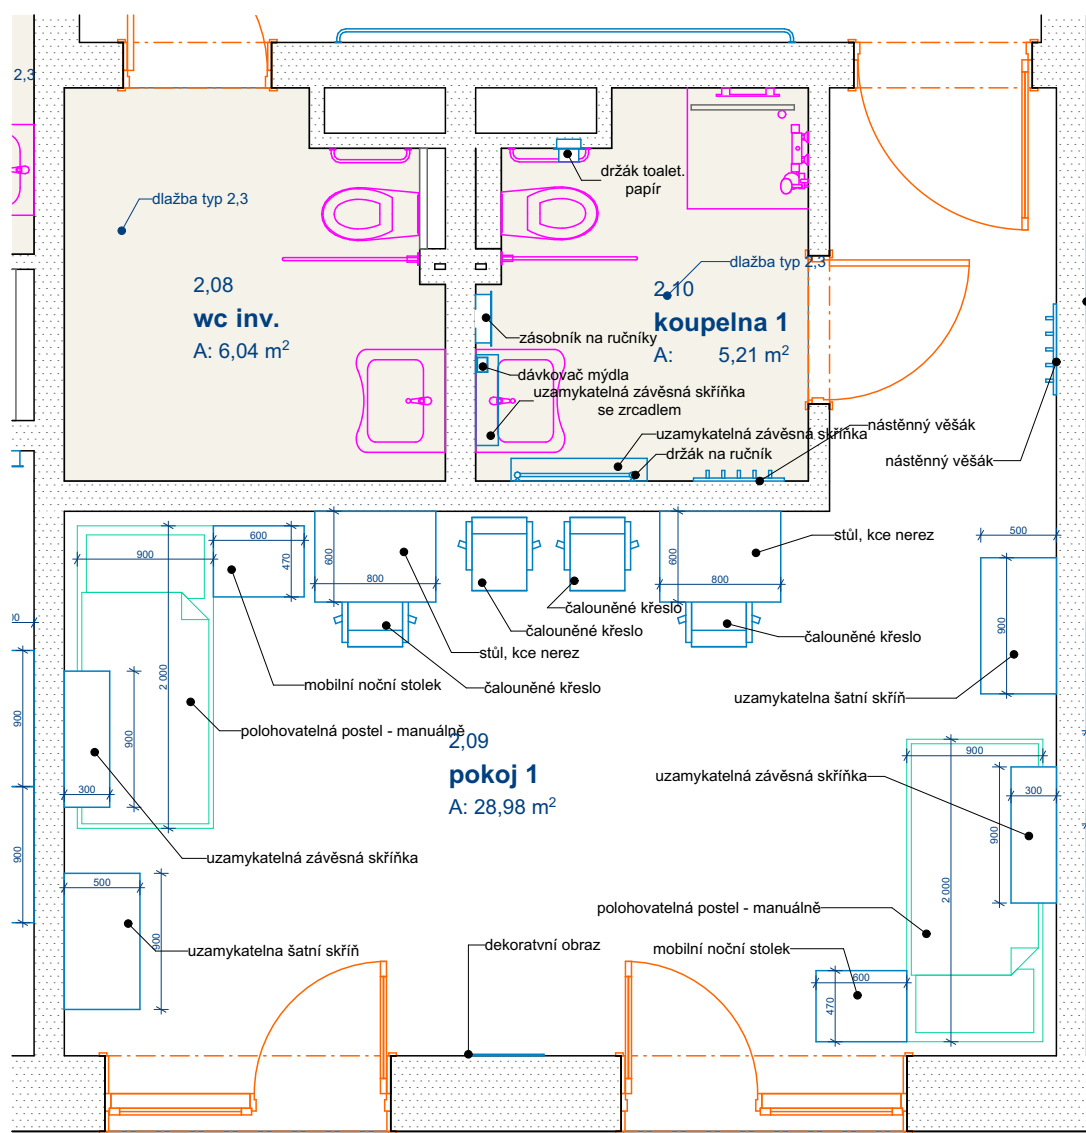 2,3
dlažba typ 2,3
2,08
wc inv.
A: 6,04 m²
držák toalet.
papír
dlažba typ 2,3
2,10
koupelna 1
A: 5,21 m²
zásobník na ručníky
dávkovač mýdla
uzamykatelná závěsná skříňka
se zrcadlem
uzamykatelná závěsná skříňka
držák na ručník
nástěnný věšák
nástěnný věšák
900
600
470
600
800
600
800
stůl, kce nerez
500
900
čalouněné křeslo
čalouněné křeslo
čalouněné křeslo
stůl, kce nerez
čalouněné křeslo
mobilní noční stolek
uzamykatelna šatní skříň
2 000
polohovatelná postel - manuálně
2,09
pokoj 1
A: 28,98 m²
900
900
300
900
uzamykatelná závěsná skříňka
900
300
900
2 000
uzamykatelná závěsná skříňka
900
500
900
uzamykatelna šatní skříň
dekoratvní obraz
polohovatelná postel - manuálně
mobilní noční stolek
600
470